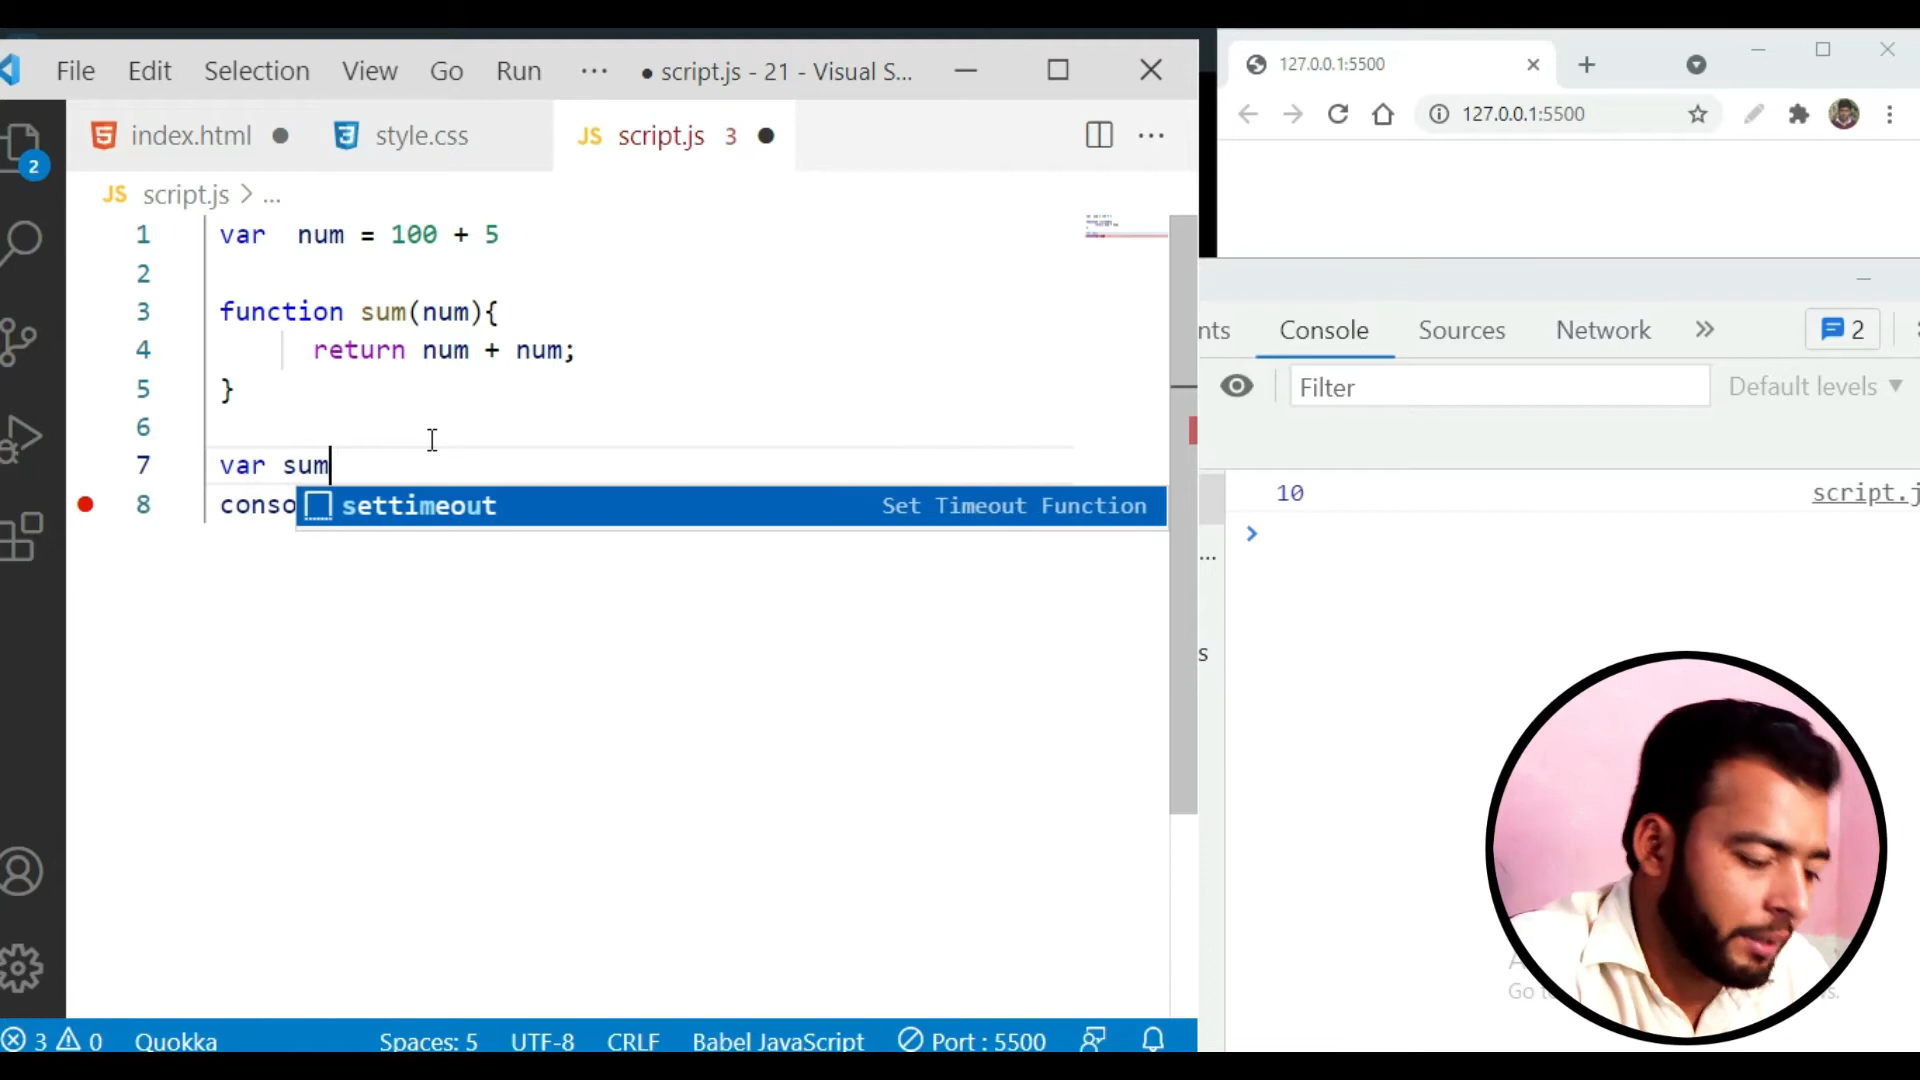 File Edit Selection View Go Run ··· ● script.js - 21 - Visual S...
index.html style.css JS script.js 3
JS script.js > ...
1 var num = 100 + 5
2
3 function sum(num){
4 return num + num;
5 }
6
7 var sum
8 conso
settimeout Set Timeout Function
2
3 0 Quokka Spaces: 5 UTF-8 CRLF Babel JavaScript Port : 5500
127.0.0.1:5500
127.0.0.1:5500
nts Console Sources Network 2
Filter Default levels ▼
10 script.j
...
s